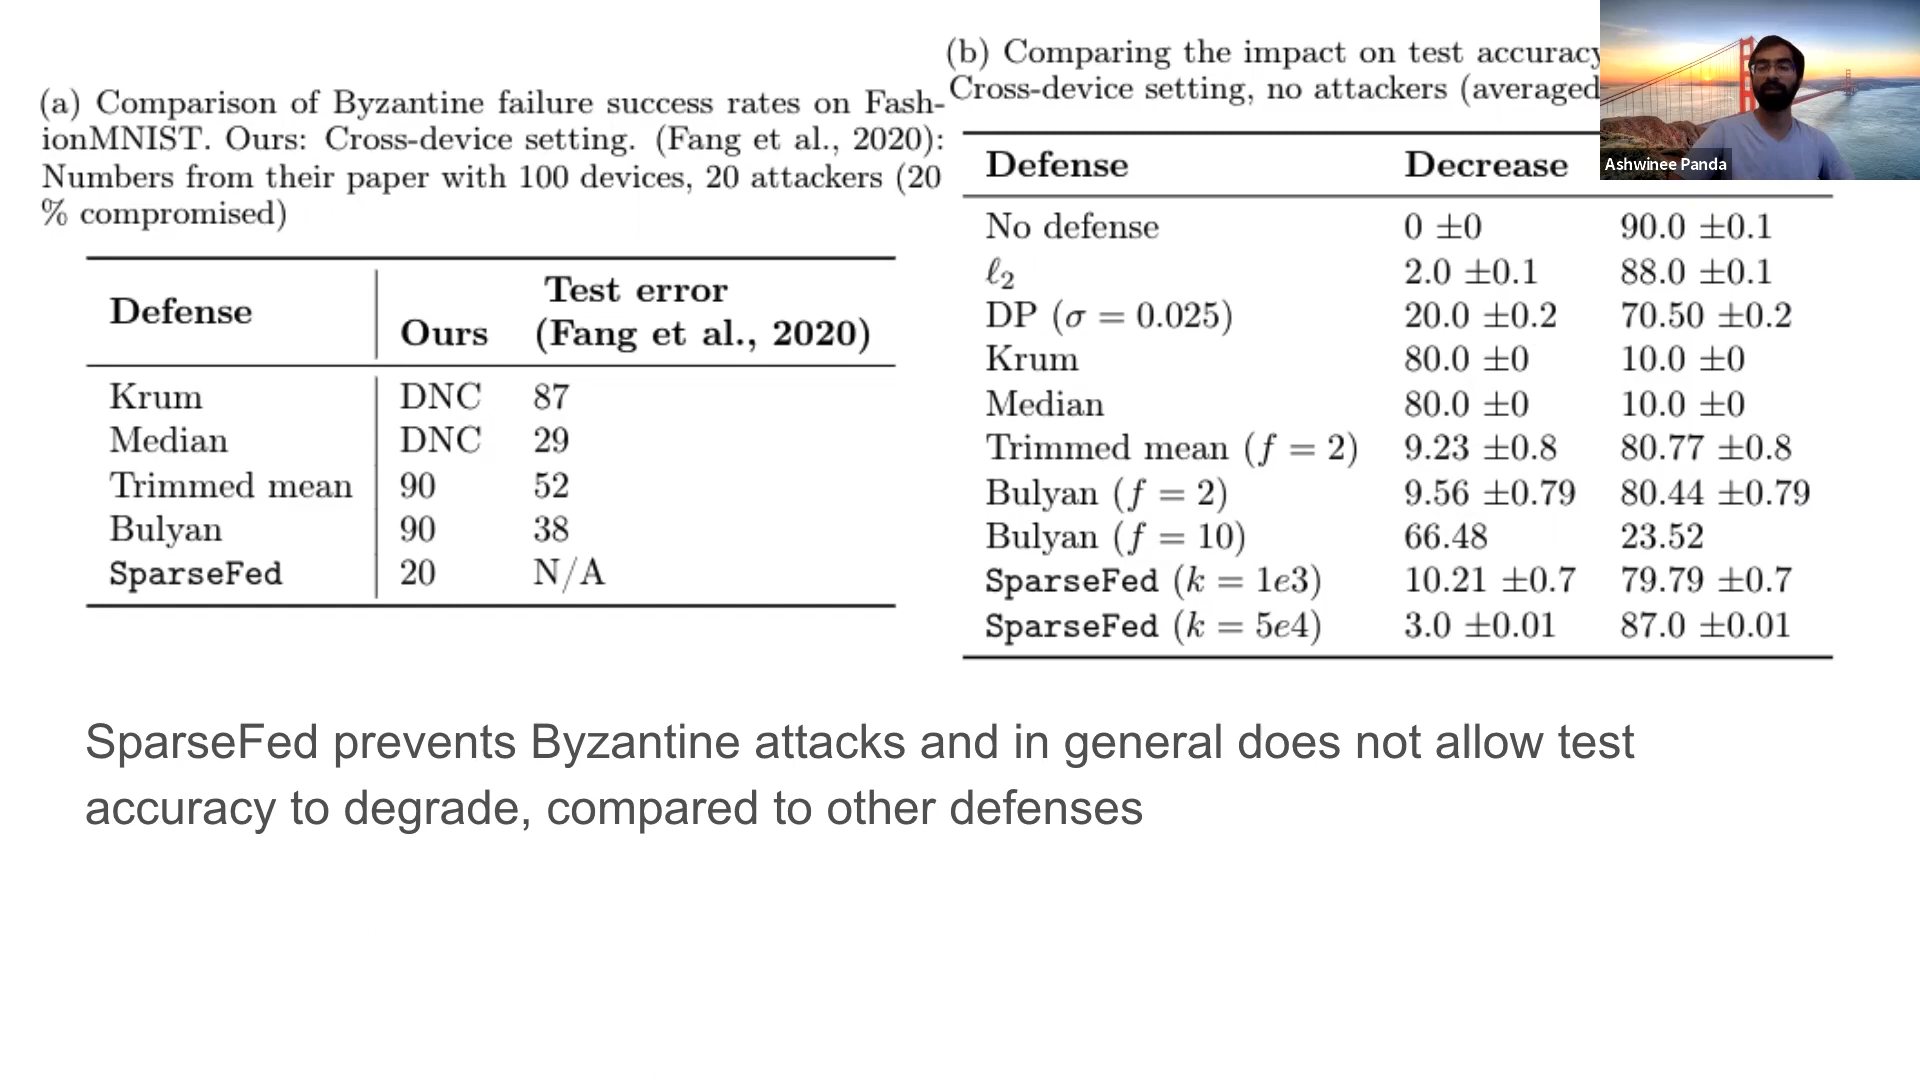 (a) Comparison of Byzantine failure success rates on Fash-
ionMNIST. Ours: Cross-device setting. (Fang et al., 2020):
Numbers from their paper with 100 devices, 20 attackers (20
% compromised)
Defense Ours Test error
(Fang et al., 2020)
Krum DNC 87
Median DNC 29
Trimmed mean 90 52
Bulyan 90 38
SparseFed 20 N/A
(b) Comparing the impact on test accuracy
Cross-device setting, no attackers (averaged
Defense Decrease
No defense 0 ±0 90.0 ±0.1
ℓ₂ 2.0 ±0.1 88.0 ±0.1
DP (σ = 0.025) 20.0 ±0.2 70.50 ±0.2
Krum 80.0 ±0 10.0 ±0
Median 80.0 ±0 10.0 ±0
Trimmed mean (f = 2) 9.23 ±0.8 80.77 ±0.8
Bulyan (f = 2) 9.56 ±0.79 80.44 ±0.79
Bulyan (f = 10) 66.48 23.52
SparseFed (k = 1e3) 10.21 ±0.7 79.79 ±0.7
SparseFed (k = 5e4) 3.0 ±0.01 87.0 ±0.01
Ashwinee Panda
SparseFed prevents Byzantine attacks and in general does not allow test
accuracy to degrade, compared to other defenses